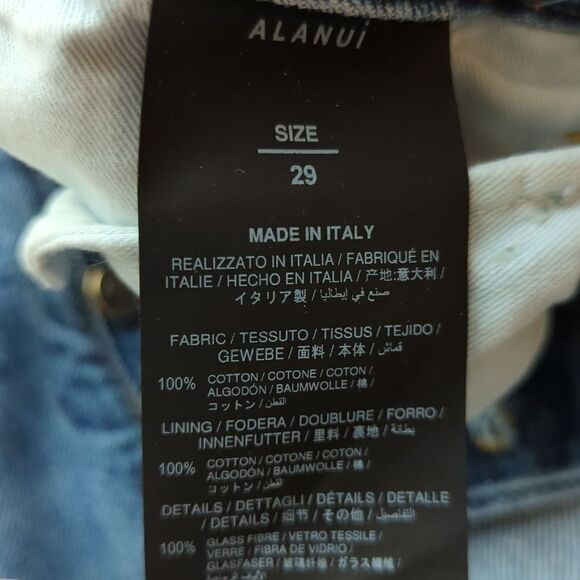 ALANUi
SIZE
29
MADE IN ITALY
REALIZZATO IN ITALIA / FABRIQUÉ EN
ITALIE / HECHO EN ITALIA / 产地:意大利 /
イタリア製 / صنع في إيطاليا /
FABRIC / TESSUTO / TISSUS / TEJIDO /
GEWEBE / 面料 / 本体 / قماش /
100% COTTON / COTONE / COTON /
ALGODÓN / BAUMWOLLE / 棉 /
コットン / القطن /
LINING / FODERA / DOUBLURE / FORRO /
INNENFUTTER / 里料 / 裏地 / بطانة /
100% COTTON / COTONE / COTON /
ALGODÓN / BAUMWOLLE / 棉 /
コットン / القطن /
DETAILS / DETTAGLI / DÉTAILS / DETALLE
/ DETAILS / 细节 / その他 / التفاصيل /
100% GLASS FIBRE / VETRO TESSILE /
VERRE / FIBRA DE VIDRIO /
GLASFASER / 玻璃纤维 / ガラス繊維 /